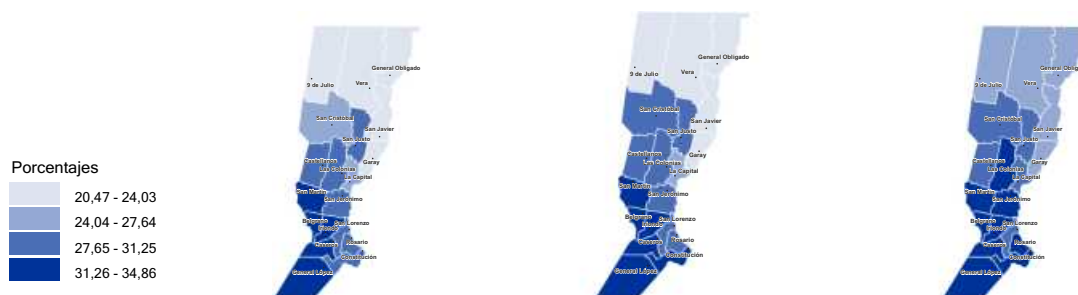 Porcentajes
20,47 - 24,03
24,04 - 27,64
27,65 - 31,25
31,26 - 34,86
General Obligado
9 de Julio
Vera
San Cristóbal
San Javier
San Justo
Castellanos
Garay
Las Colonias
La Capital
San Martín
San Jerónimo
Belgrano
San Lorenzo
Iriondo
Rosario
Caseros
Constitución
General López
General Obligado
9 de Julio
Vera
San Cristóbal
San Javier
San Justo
Castellanos
Garay
Las Colonias
La Capital
San Martín
San Jerónimo
Belgrano
San Lorenzo
Iriondo
Rosario
Caseros
Constitución
General López
General Obligado
9 de Julio
Vera
San Cristóbal
San Javier
San Justo
Castellanos
Garay
Las Colonias
La Capital
San Martín
San Jerónimo
Belgrano
San Lorenzo
Iriondo
Rosario
Caseros
Constitución
General López